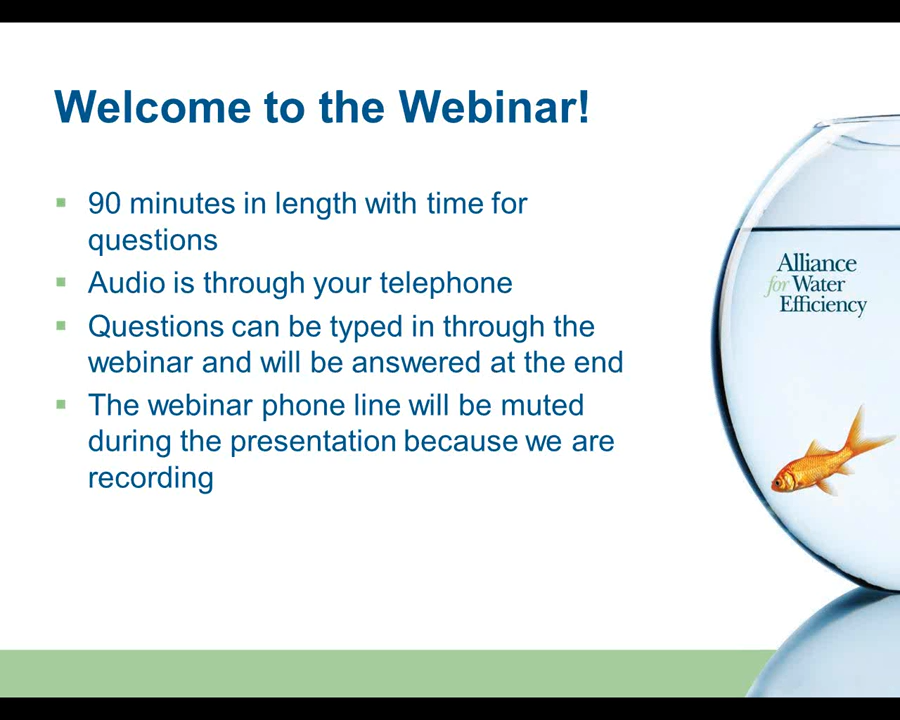 Welcome to the Webinar!
90 minutes in length with time for
questions
Audio is through your telephone
Questions can be typed in through the
webinar and will be answered at the end
The webinar phone line will be muted
during the presentation because we are
recording
Alliance
for Water
Efficiency